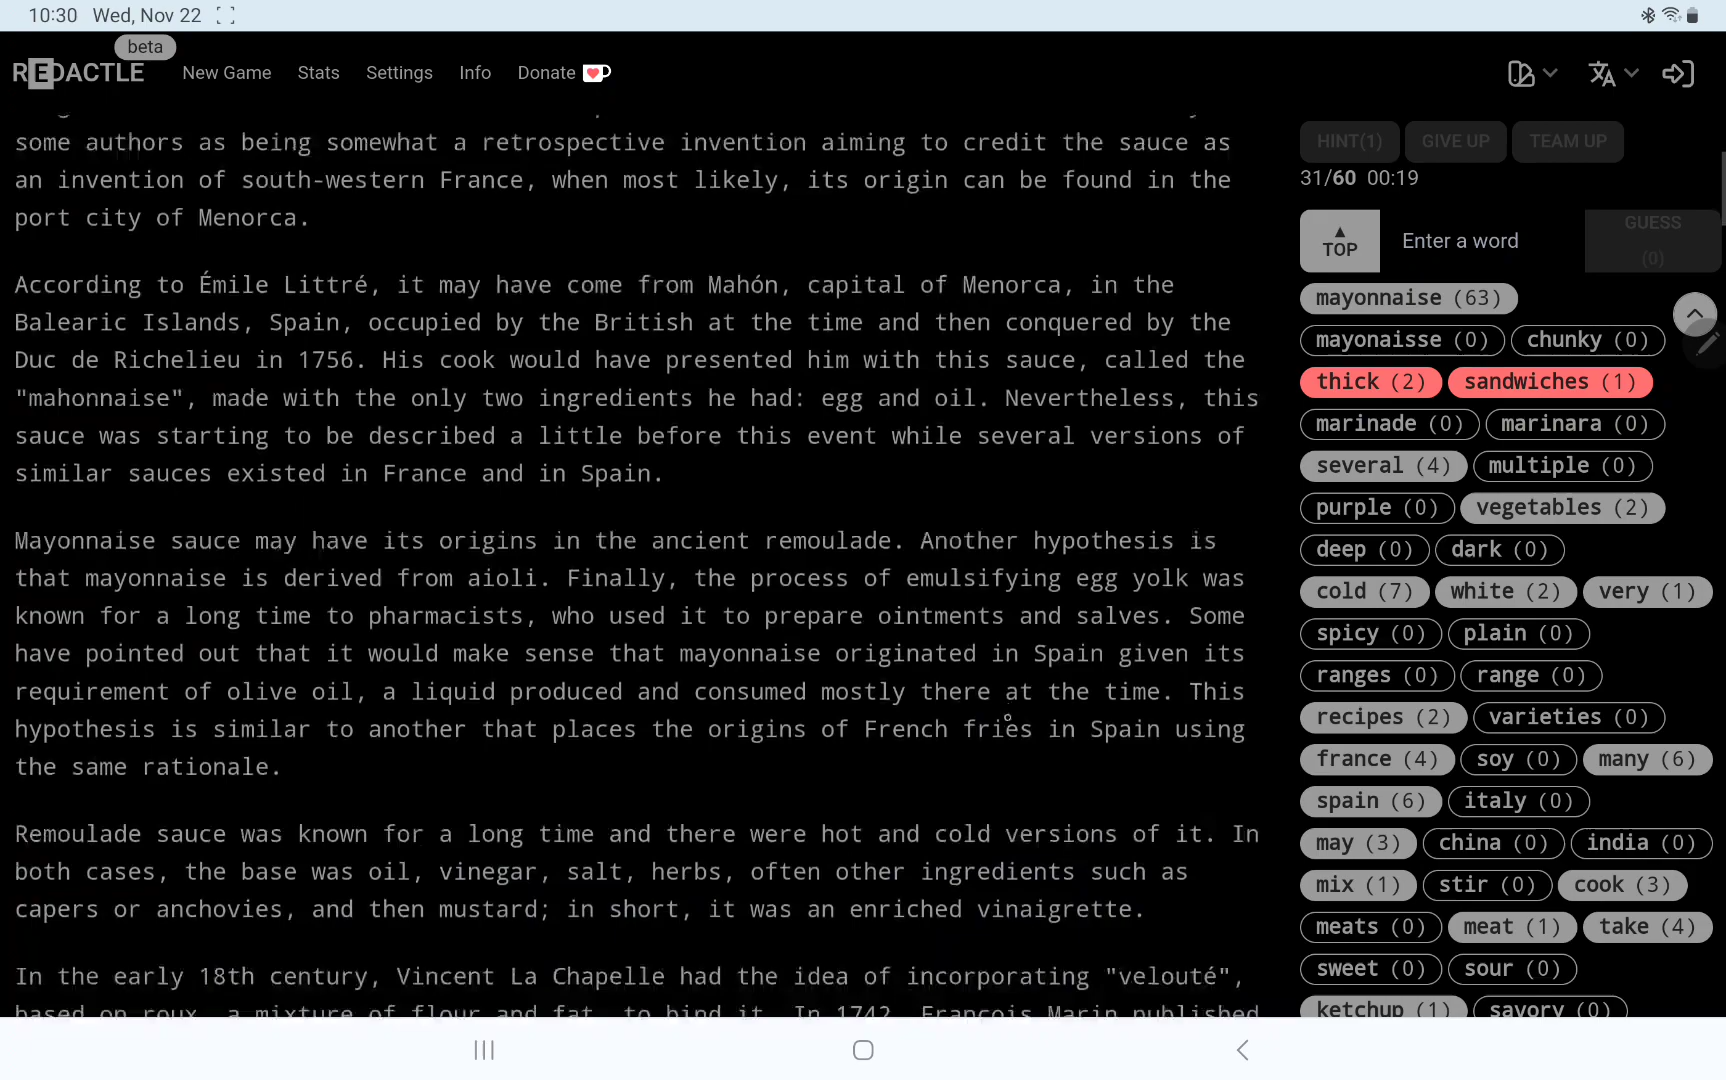 10:30 Wed, Nov 22
REDACTLE beta New Game Stats Settings Info Donate
some authors as being somewhat a retrospective invention aiming to credit the sauce as
an invention of south-western France, when most likely, its origin can be found in the
port city of Menorca.
According to Émile Littré, it may have come from Mahón, capital of Menorca, in the
Balearic Islands, Spain, occupied by the British at the time and then conquered by the
Duc de Richelieu in 1756. His cook would have presented him with this sauce, called the
"mahonnaise", made with the only two ingredients he had: egg and oil. Nevertheless, this
sauce was starting to be described a little before this event while several versions of
similar sauces existed in France and in Spain.
Mayonnaise sauce may have its origins in the ancient remoulade. Another hypothesis is
that mayonnaise is derived from aioli. Finally, the process of emulsifying egg yolk was
known for a long time to pharmacists, who used it to prepare ointments and salves. Some
have pointed out that it would make sense that mayonnaise originated in Spain given its
requirement of olive oil, a liquid produced and consumed mostly there at the time. This
hypothesis is similar to another that places the origins of French fries in Spain using
the same rationale.
Remoulade sauce was known for a long time and there were hot and cold versions of it. In
both cases, the base was oil, vinegar, salt, herbs, often other ingredients such as
capers or anchovies, and then mustard; in short, it was an enriched vinaigrette.
In the early 18th century, Vincent La Chapelle had the idea of incorporating "velouté",
based on roux, a mixture of flour and fat, to bind it. In 1742, François Marin published
HINT(1) GIVE UP TEAM UP
31/60 00:19
▲ TOP Enter a word GUESS (0)
mayonnaise (63)
mayonaisse (0) chunky (0)
thick (2) sandwiches (1)
marinade (0) marinara (0)
several (4) multiple (0)
purple (0) vegetables (2)
deep (0) dark (0)
cold (7) white (2) very (1)
spicy (0) plain (0)
ranges (0) range (0)
recipes (2) varieties (0)
france (4) soy (0) many (6)
spain (6) italy (0)
may (3) china (0) india (0)
mix (1) stir (0) cook (3)
meats (0) meat (1) take (4)
sweet (0) sour (0)
ketchup (1) savory (0)